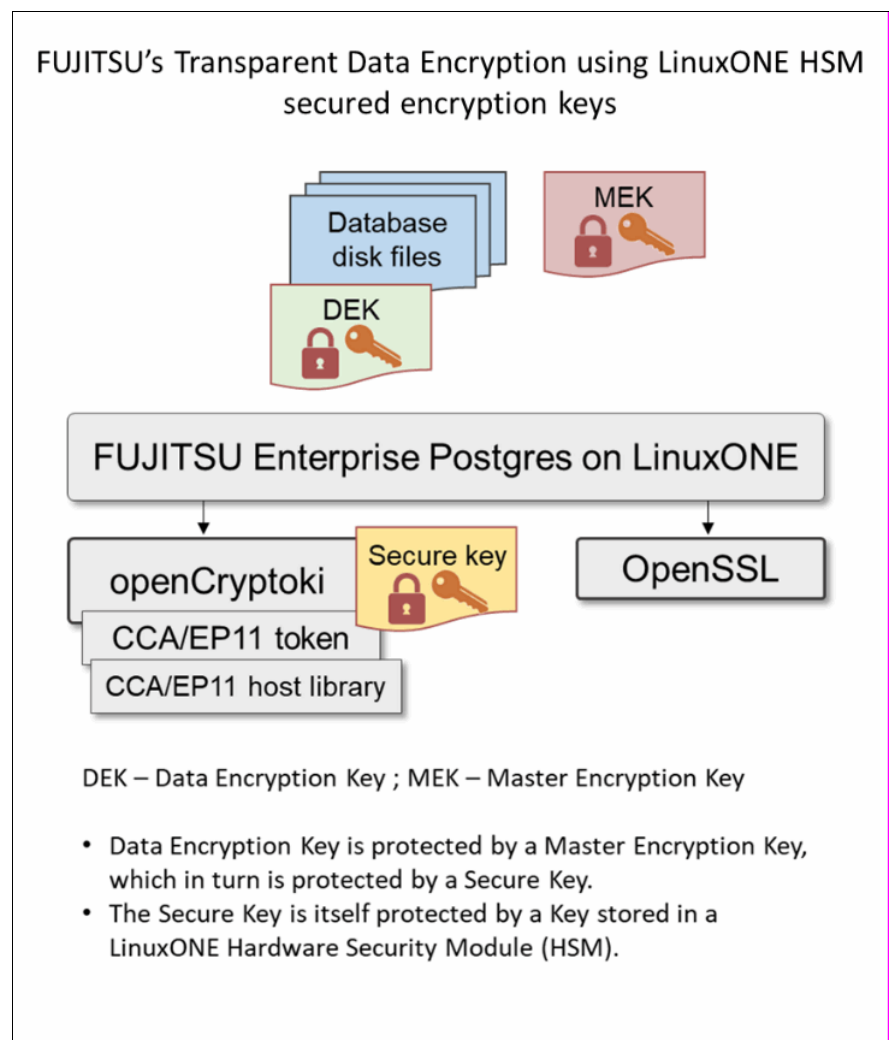 FUJITSU's Transparent Data Encryption using LinuxONE HSM
secured encryption keys
Database
disk files
MEK
DEK
FUJITSU Enterprise Postgres on LinuxONE
openCryptoki
Secure key
OpenSSL
CCA/EP11 token
CCA/EP11 host library
DEK – Data Encryption Key ; MEK – Master Encryption Key
• Data Encryption Key is protected by a Master Encryption Key,
which in turn is protected by a Secure Key.
• The Secure Key is itself protected by a Key stored in a
LinuxONE Hardware Security Module (HSM).